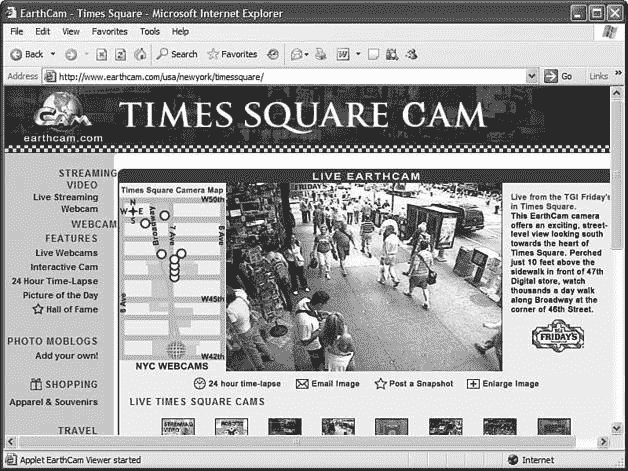 EarthCam - Times Square - Microsoft Internet Explorer
File Edit View Favorites Tools Help
Back Search Favorites
Address http://www.earthcam.com/usa/newyork/timessquare/ Go Links
CAM
earthcam.com
TIMES SQUARE CAM
STREAMING
VIDEO
Live Streaming
Webcam
WEBCAM
FEATURES
Live Webcams
Interactive Cam
24 Hour Time-Lapse
Picture of the Day
Hall of Fame
PHOTO MOBLOGS
Add your own!
SHOPPING
Apparel & Souvenirs
TRAVEL
LIVE EARTHCAM
Times Square Camera Map
W50th
N
W E
S
Broadway
7 Ave
6 Ave
8 Ave
W45th
W42th
NYC WEBCAMS
FRIDAY'S
Live from the TGI Friday's
in Times Square.
This EarthCam camera
offers an exciting, street-
level view looking south
towards the heart of
Times Square. Perched
just 10 feet above the
sidewalk in front of 47th
Digital store, watch
thousands a day walk
along Broadway at the
corner of 46th Street.
FRIDAY'S
24 hour time-lapse Email Image Post a Snapshot Enlarge Image
LIVE TIMES SQUARE CAMS
STREAMING
VIDEO
ROBOTIC
Applet EarthCam Viewer started Internet